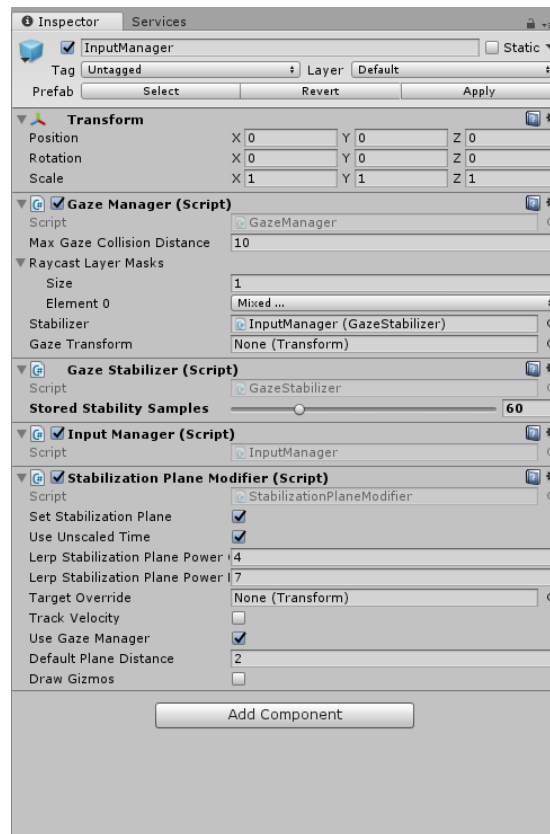 Inspector Services
InputManager Static
Tag Untagged Layer Default
Prefab Select Revert Apply
Transform
Position X 0 Y 0 Z 0
Rotation X 0 Y 0 Z 0
Scale X 1 Y 1 Z 1
Gaze Manager (Script)
Script GazeManager
Max Gaze Collision Distance 10
Raycast Layer Masks
Size 1
Element 0 Mixed ...
Stabilizer InputManager (GazeStabilizer)
Gaze Transform None (Transform)
Gaze Stabilizer (Script)
Script GazeStabilizer
Stored Stability Samples 60
Input Manager (Script)
Script InputManager
Stabilization Plane Modifier (Script)
Script StabilizationPlaneModifier
Set Stabilization Plane
Use Unscaled Time
Lerp Stabilization Plane Power 4
Lerp Stabilization Plane Power 7
Target Override None (Transform)
Track Velocity
Use Gaze Manager
Default Plane Distance 2
Draw Gizmos
Add Component